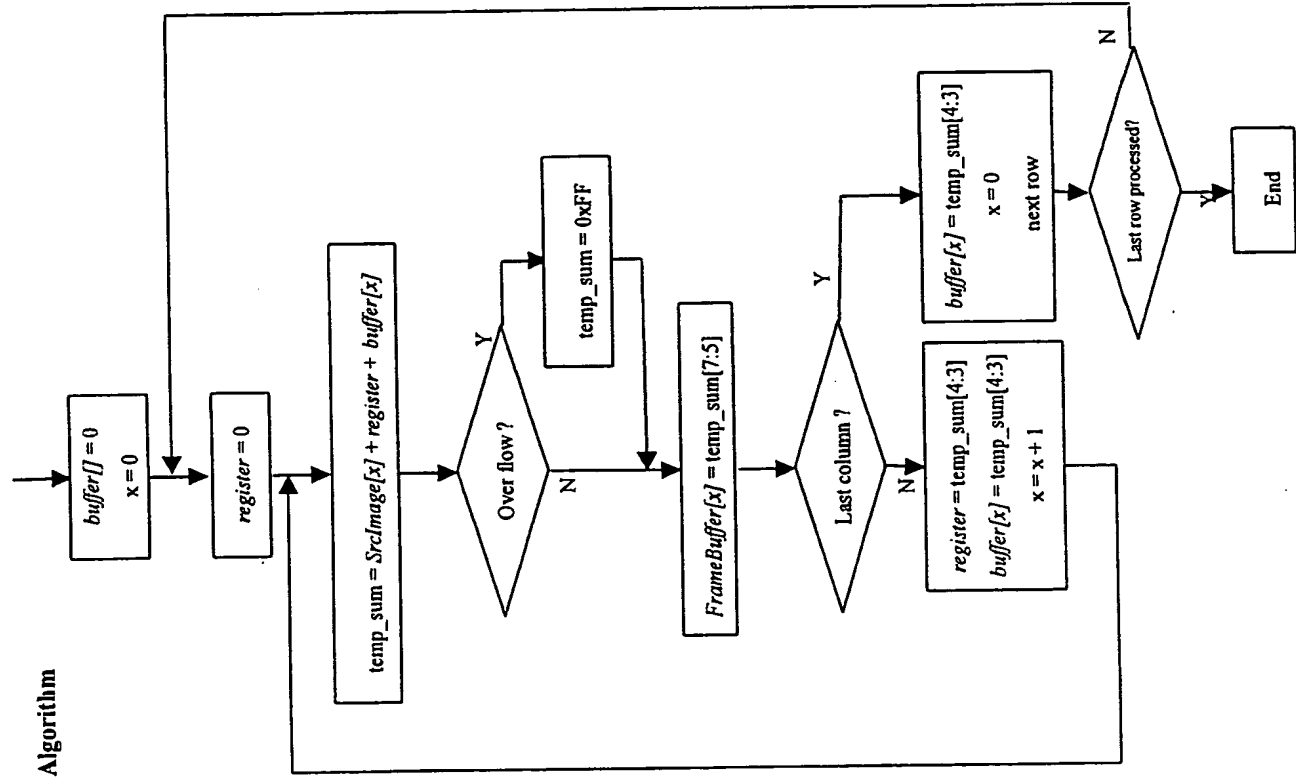 Algorithm
buffer[] = 0
x = 0
register = 0
temp_sum = SrcImage[x] + register + buffer[x]
Over flow ?
Y
temp_sum = 0xFF
N
FrameBuffer[x] = temp_sum[7:5]
Last column ?
Y
N
register = temp_sum[4:3]
buffer[x] = temp_sum[4:3]
x = x + 1
buffer[x] = temp_sum[4:3]
x = 0
next row
Last row processed?
N
Y
End